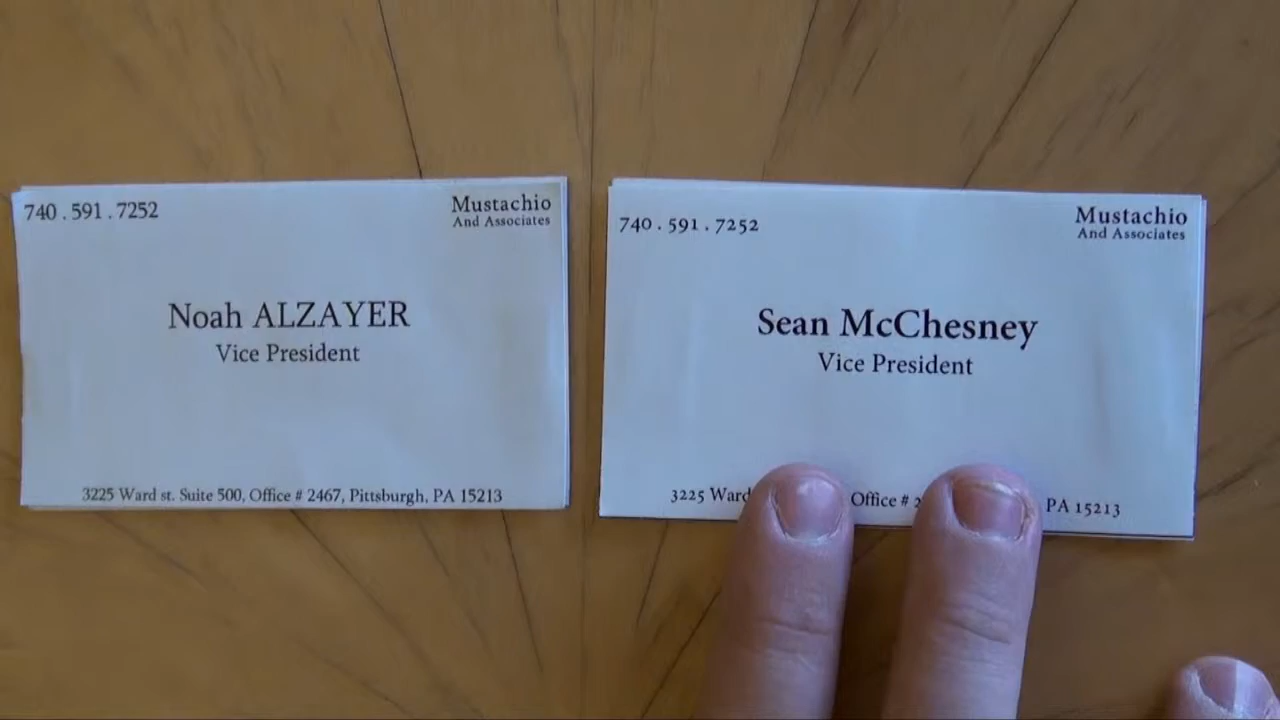 740 . 591 . 7252
Mustachio
And Associates
Noah ALZAYER
Vice President
3225 Ward st. Suite 500, Office # 2467, Pittsburgh, PA 15213
740 . 591 . 7252
Mustachio
And Associates
Sean McChesney
Vice President
3225 Ward Office # PA 15213